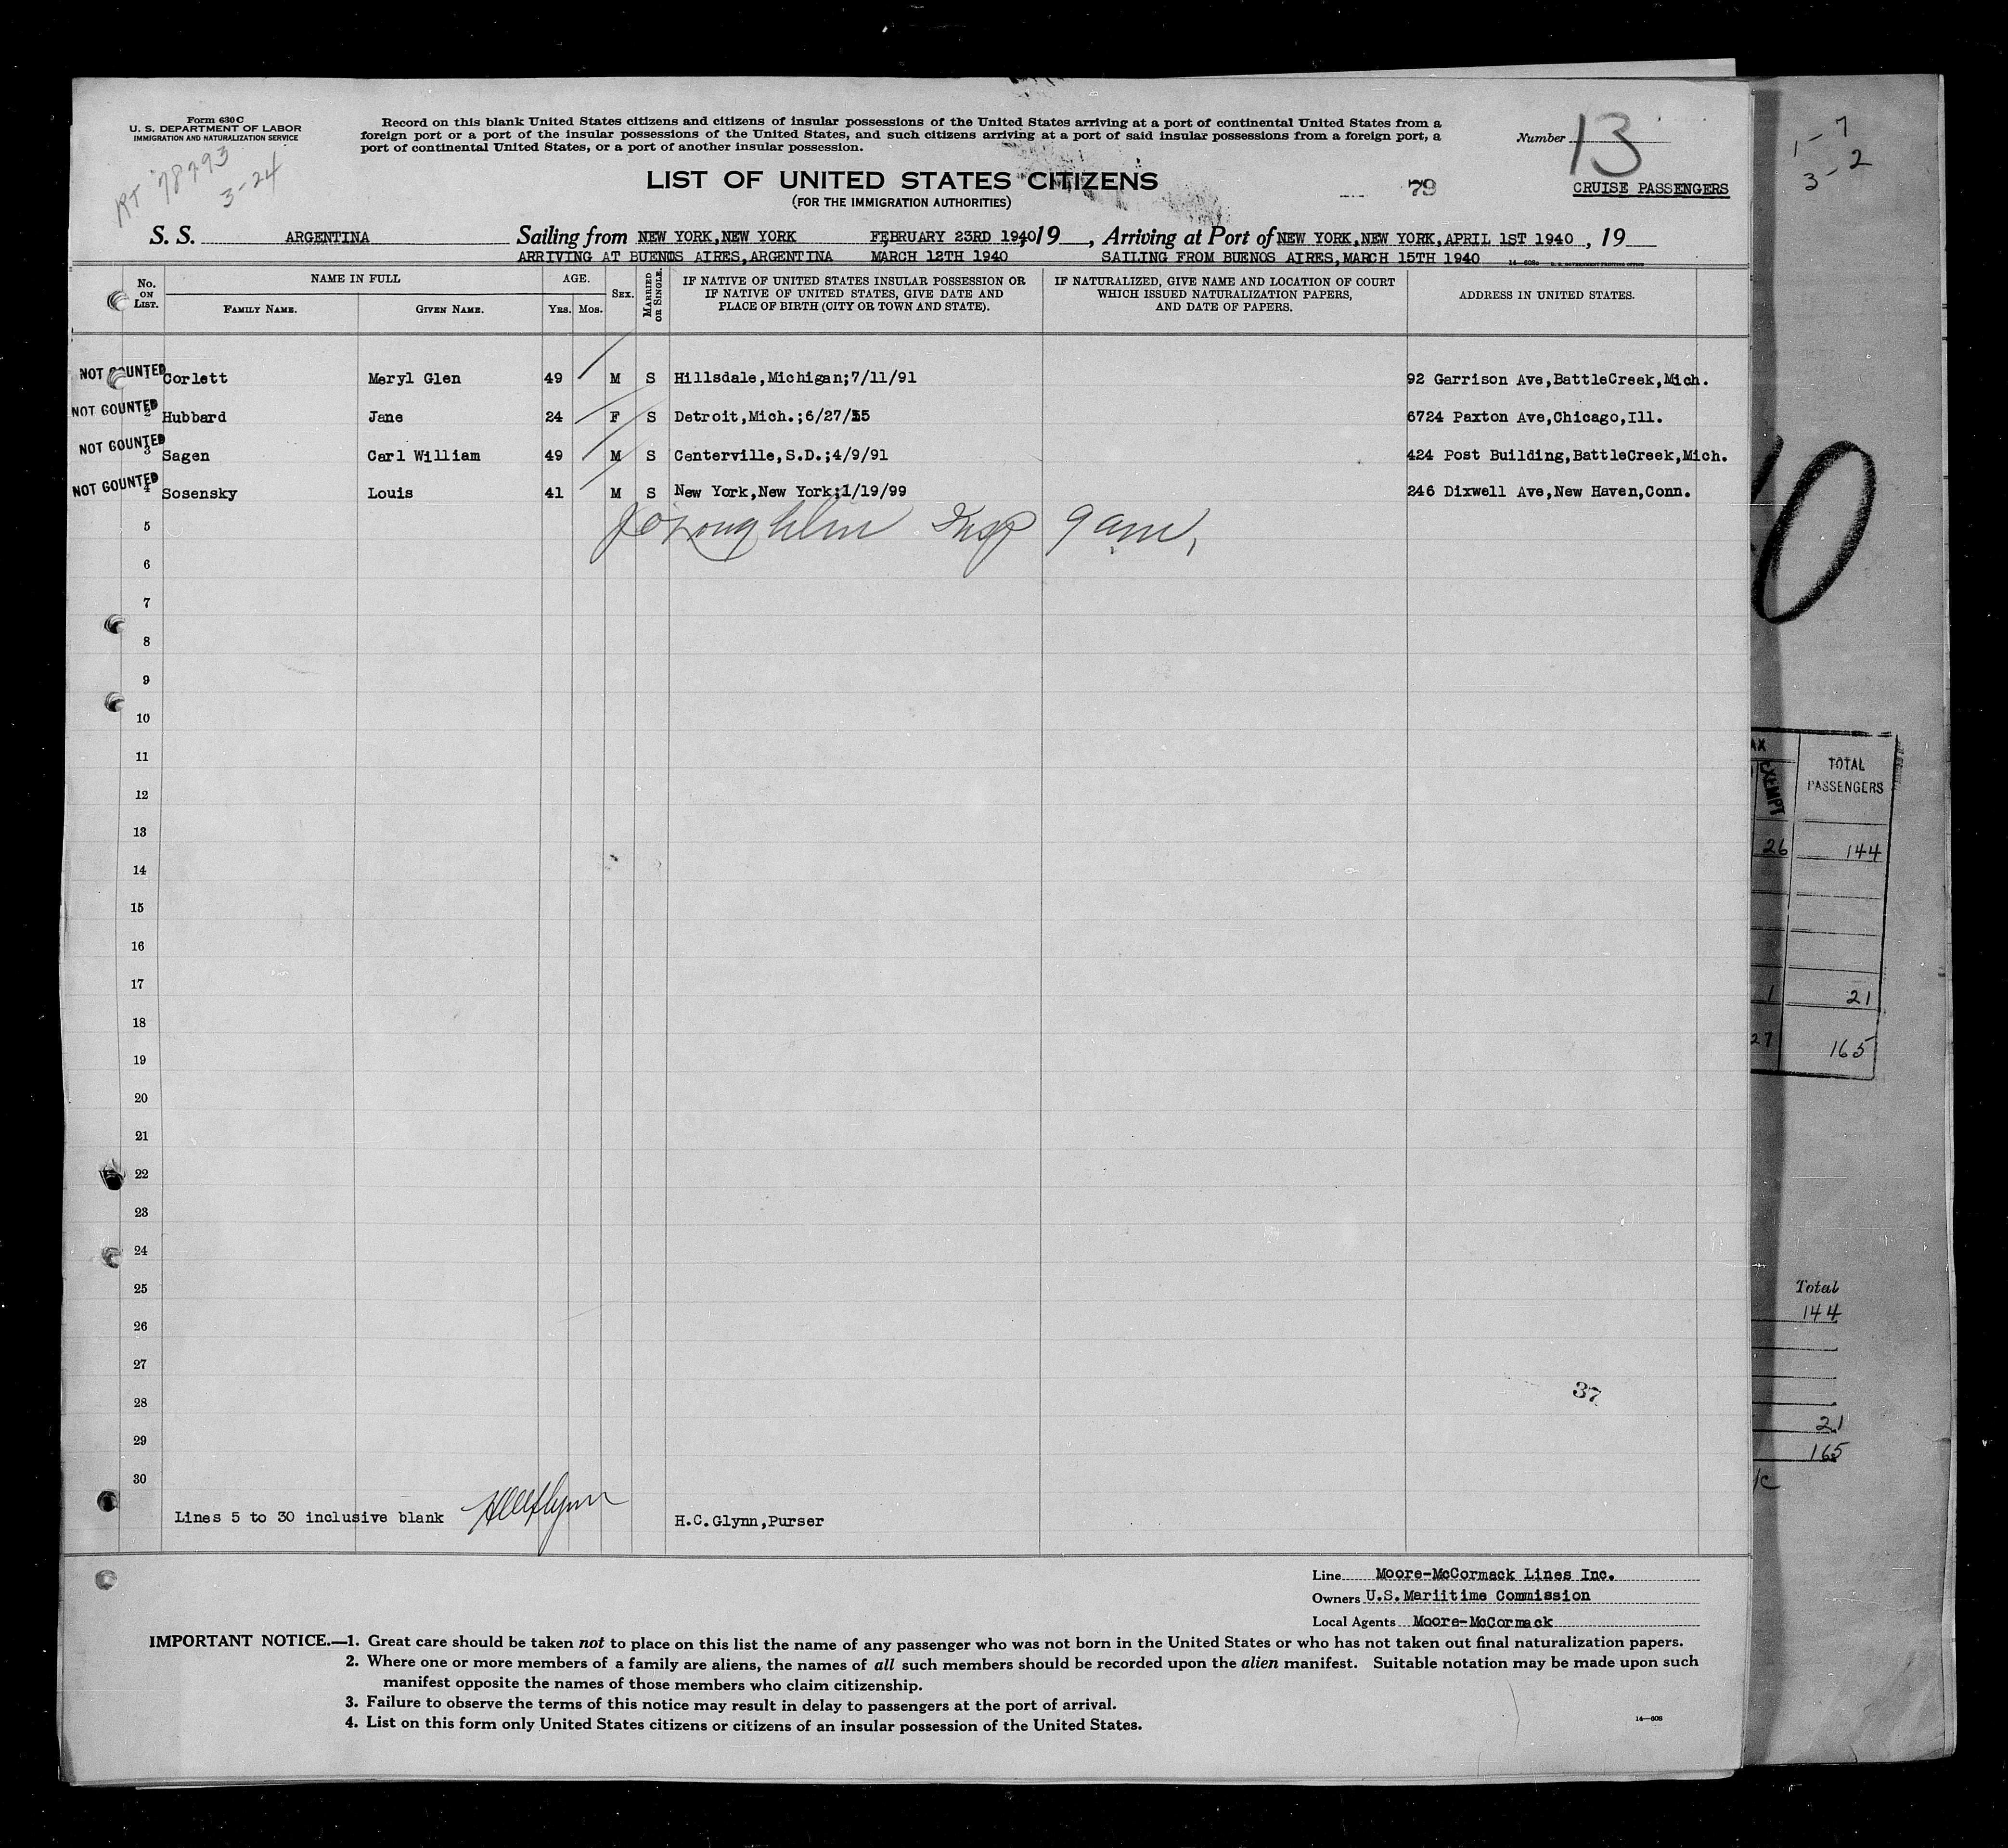 Form 630 C
U. S. DEPARTMENT OF LABOR
IMMIGRATION AND NATURALIZATION SERVICE
RT 78793
3-24
Record on this blank United States citizens and citizens of insular possessions of the United States arriving at a port of continental United States from a
foreign port or a port of the insular possessions of the United States, and such citizens arriving at a port of said insular possessions from a foreign port, a
port of continental United States, or a port of another insular possession.
Number 13
LIST OF UNITED STATES CITIZENS
(FOR THE IMMIGRATION AUTHORITIES)
79
CRUISE PASSENGERS
S. S. ARGENTINA Sailing from NEW YORK,NEW YORK FEBRUARY 23RD 1940 19 , Arriving at Port of NEW YORK,NEW YORK,APRIL 1ST 1940 , 19
ARRIVING AT BUENOS AIRES,ARGENTINA MARCH 12TH 1940 SAILING FROM BUENOS AIRES,MARCH 15TH 1940
No. ON LIST. NAME IN FULL FAMILY NAME. GIVEN NAME. AGE. YRS. MOS. SEX. MARRIED OR SINGLE. IF NATIVE OF UNITED STATES INSULAR POSSESSION OR IF NATIVE OF UNITED STATES, GIVE DATE AND PLACE OF BIRTH (CITY OR TOWN AND STATE). IF NATURALIZED, GIVE NAME AND LOCATION OF COURT WHICH ISSUED NATURALIZATION PAPERS, AND DATE OF PAPERS. ADDRESS IN UNITED STATES.
NOT COUNTED 1 Corlett Meryl Glen 49 M S Hillsdale,Michigan;7/11/91 92 Garrison Ave,BattleCreek,Mich.
NOT COUNTED 2 Hubbard Jane 24 F S Detroit,Mich.;6/27/15 6724 Paxton Ave,Chicago,Ill.
NOT COUNTED 3 Sagen Carl William 49 M S Centerville,S.D.;4/9/91 424 Post Building,BattleCreek,Mich.
NOT COUNTED 4 Sosensky Louis 41 M S New York,New York;1/19/99 246 Dixwell Ave,New Haven,Conn.
Insp 9 am,
5
6
7
8
9
10
11
12
13
14
15
16
17
18
19
20
21
22
23
24
25
26
27
28
29
30
37
Lines 5 to 30 inclusive blank HCGlynn H.C.Glynn,Purser
Line Moore-McCormack Lines Inc.
Owners U.S.Mariitime Commission
Local Agents Moore-McCormack
IMPORTANT NOTICE.—1. Great care should be taken not to place on this list the name of any passenger who was not born in the United States or who has not taken out final naturalization papers.
2. Where one or more members of a family are aliens, the names of all such members should be recorded upon the alien manifest. Suitable notation may be made upon such
manifest opposite the names of those members who claim citizenship.
3. Failure to observe the terms of this notice may result in delay to passengers at the port of arrival.
4. List on this form only United States citizens or citizens of an insular possession of the United States.
14—608
1-7
3-2
0
EXEMPT TOTAL PASSENGERS
26 144
1 21
27 165
Total
144
21
165